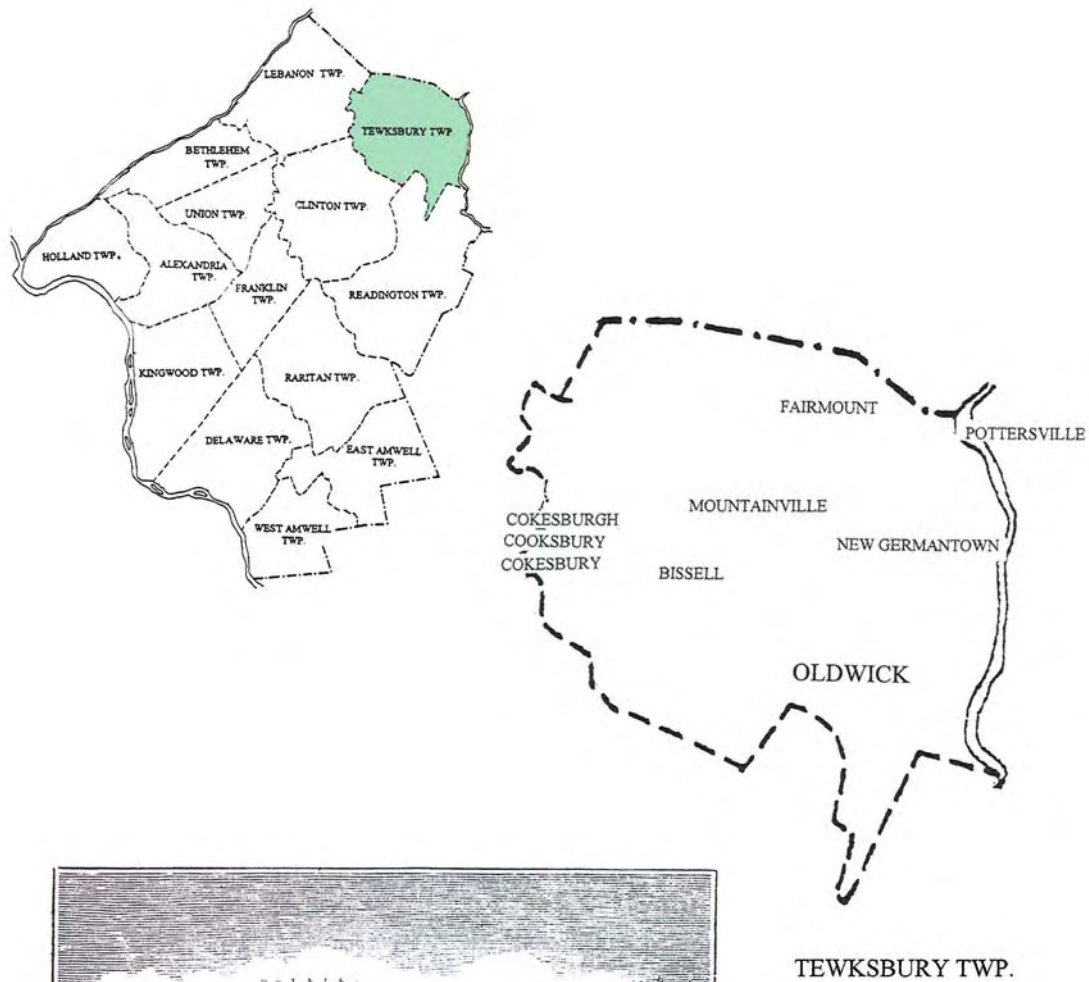 LEBANON TWP.
TEWKSBURY TWP
BETHLEHEM
TWP.
UNION TWP.
CLINTON TWP.
HOLLAND TWP.
ALEXANDRIA
TWP.
FRANKLIN
TWP.
READINGTON TWP.
KINGWOOD TWP.
RARITAN TWP.
DELAWARE TWP.
EAST AMWELL
TWP.
WEST AMWELL
TWP.
FAIRMOUNT
POTTERSVILLE
MOUNTAINVILLE
COKESBURGH
COOKSBURY
COKESBURY
NEW GERMANTOWN
BISSELL
OLDWICK
TEWKSBURY TWP.